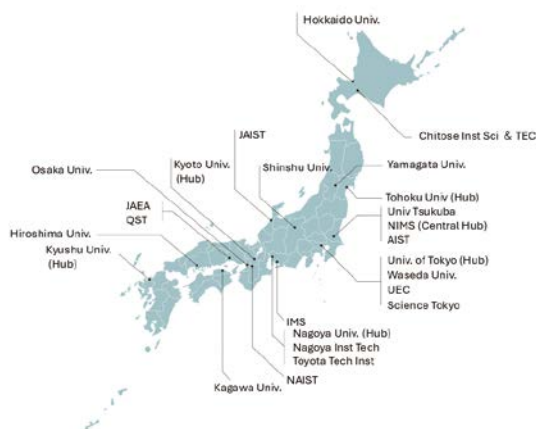 Hokkaido Univ.
Chitose Inst Sci & TEC
JAIST
Kyoto Univ.
(Hub)
Shinshu Univ.
Yamagata Univ.
Osaka Univ.
JAEA
QST
Tohoku Univ (Hub)
Univ Tsukuba
NIMS (Central Hub)
AIST
Hiroshima Univ.
Kyushu Univ.
(Hub)
Univ. of Tokyo (Hub)
Waseda Univ.
UEC
Science Tokyo
IMS
Nagoya Univ. (Hub)
Nagoya Inst Tech
Toyota Tech Inst
NAIST
Kagawa Univ.